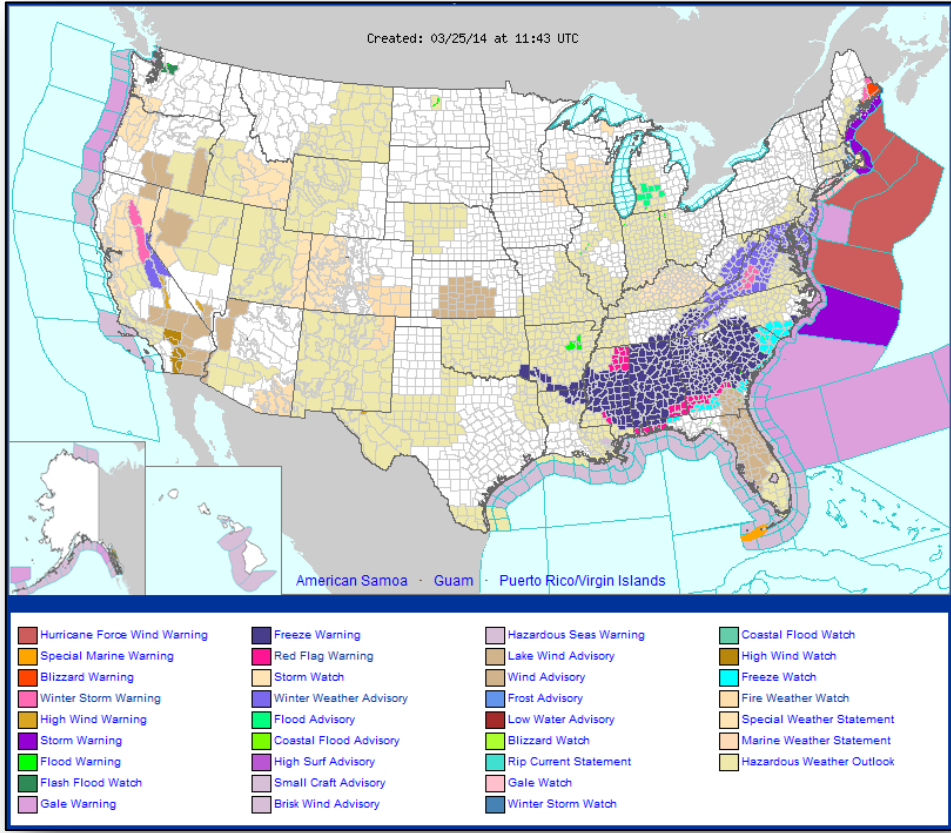 Created: 03/25/14 at 11:43 UTC
American Samoa · Guam · Puerto Rico/Virgin Islands
Hurricane Force Wind Warning
Special Marine Warning
Blizzard Warning
Winter Storm Warning
High Wind Warning
Storm Warning
Flood Warning
Flash Flood Watch
Gale Warning
Freeze Warning
Red Flag Warning
Storm Watch
Winter Weather Advisory
Flood Advisory
Coastal Flood Advisory
High Surf Advisory
Small Craft Advisory
Brisk Wind Advisory
Hazardous Seas Warning
Lake Wind Advisory
Wind Advisory
Frost Advisory
Low Water Advisory
Blizzard Watch
Rip Current Statement
Gale Watch
Winter Storm Watch
Coastal Flood Watch
High Wind Watch
Freeze Watch
Fire Weather Watch
Special Weather Statement
Marine Weather Statement
Hazardous Weather Outlook